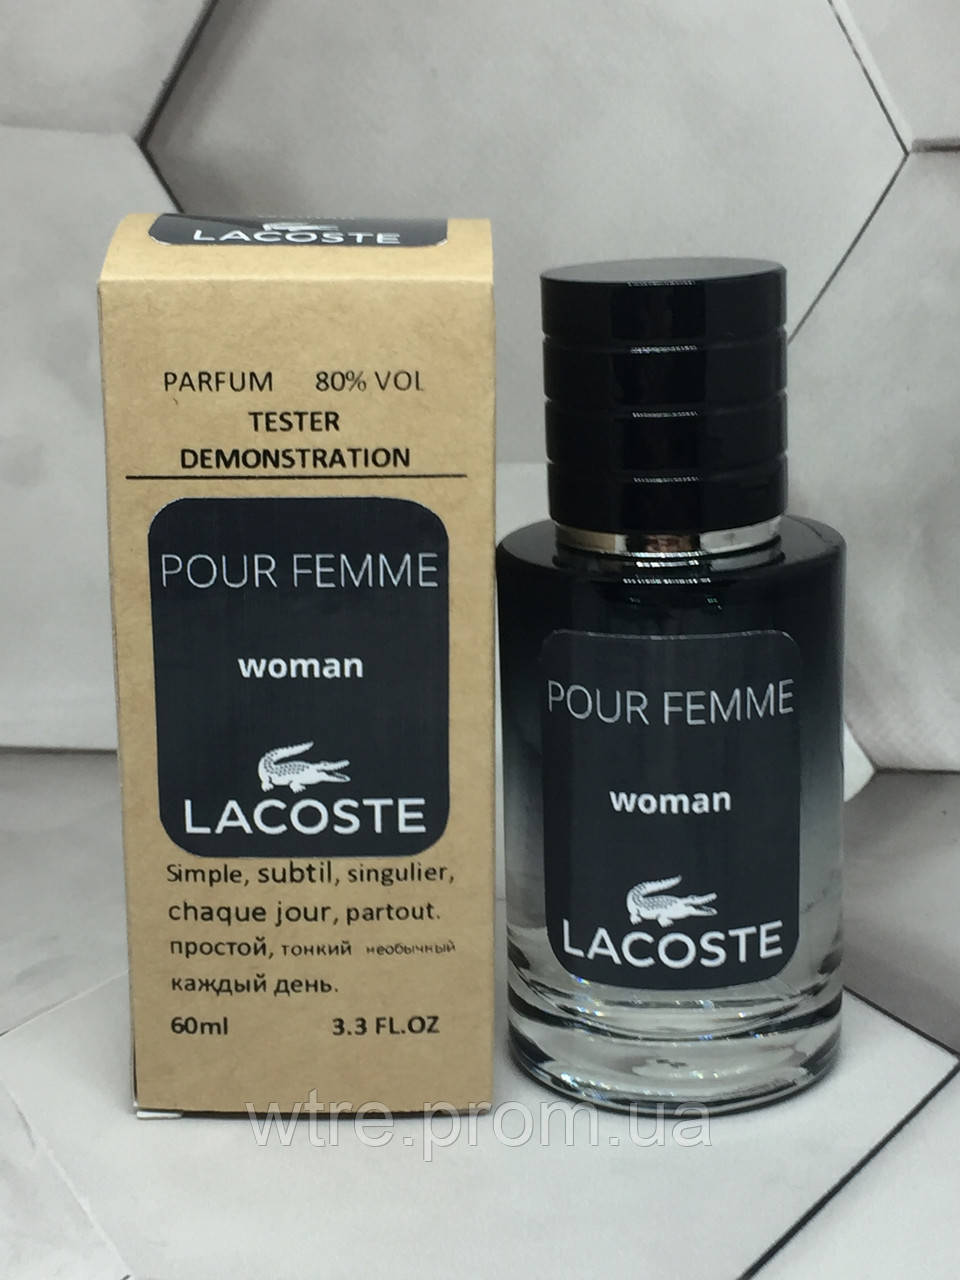 LACOSTE
PARFUM 80% VOL
TESTER
DEMONSTRATION
POUR FEMME
woman
LACOSTE
Simple, subtil, singulier,
chaque jour, partout.
простой, тонкий необычный
каждый день.
60ml 3.3 FL.OZ
POUR FEMME
woman
LACOSTE
wtre.prom.ua